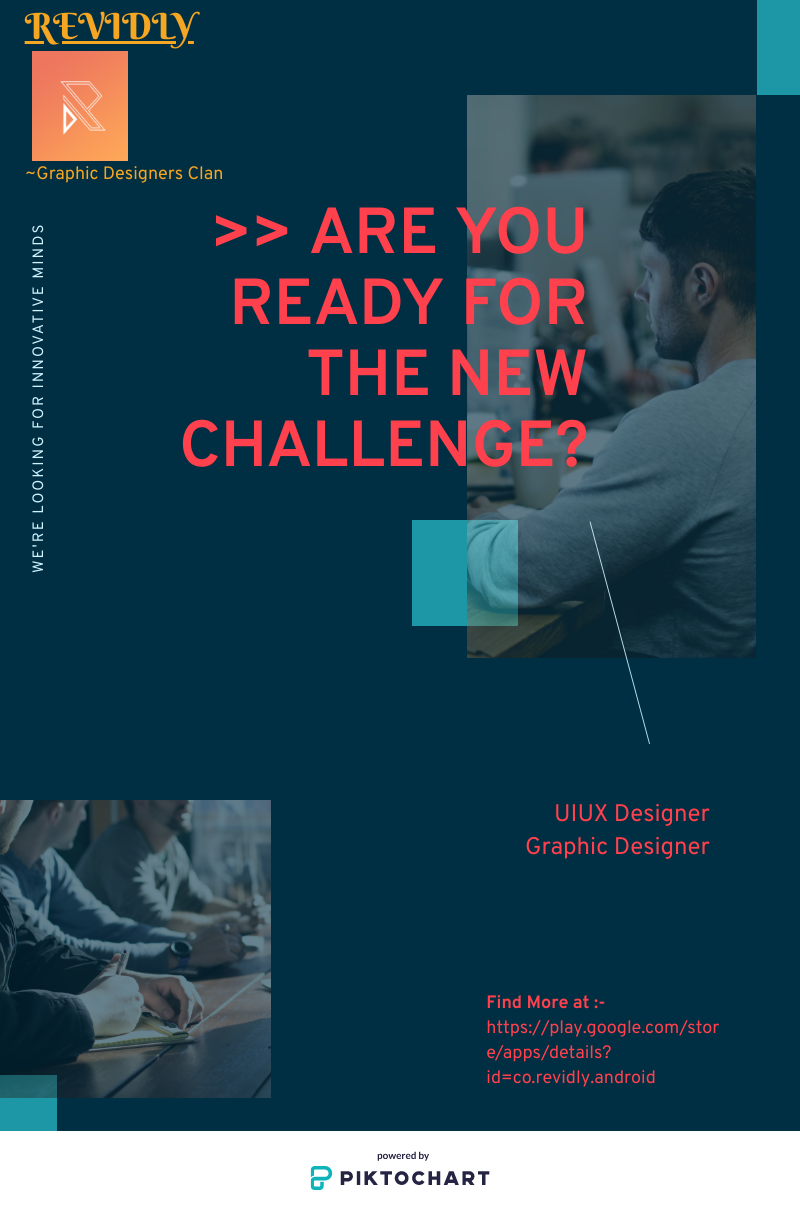 REVIDLY
~Graphic Designers Clan
WE'RE LOOKING FOR INNOVATIVE MINDS
>> ARE YOU
READY FOR
THE NEW
CHALLENGE?
UIUX Designer
Graphic Designer
Find More at :-
https://play.google.com/stor
e/apps/details?
id=co.revidly.android
powered by
PIKTOCHART